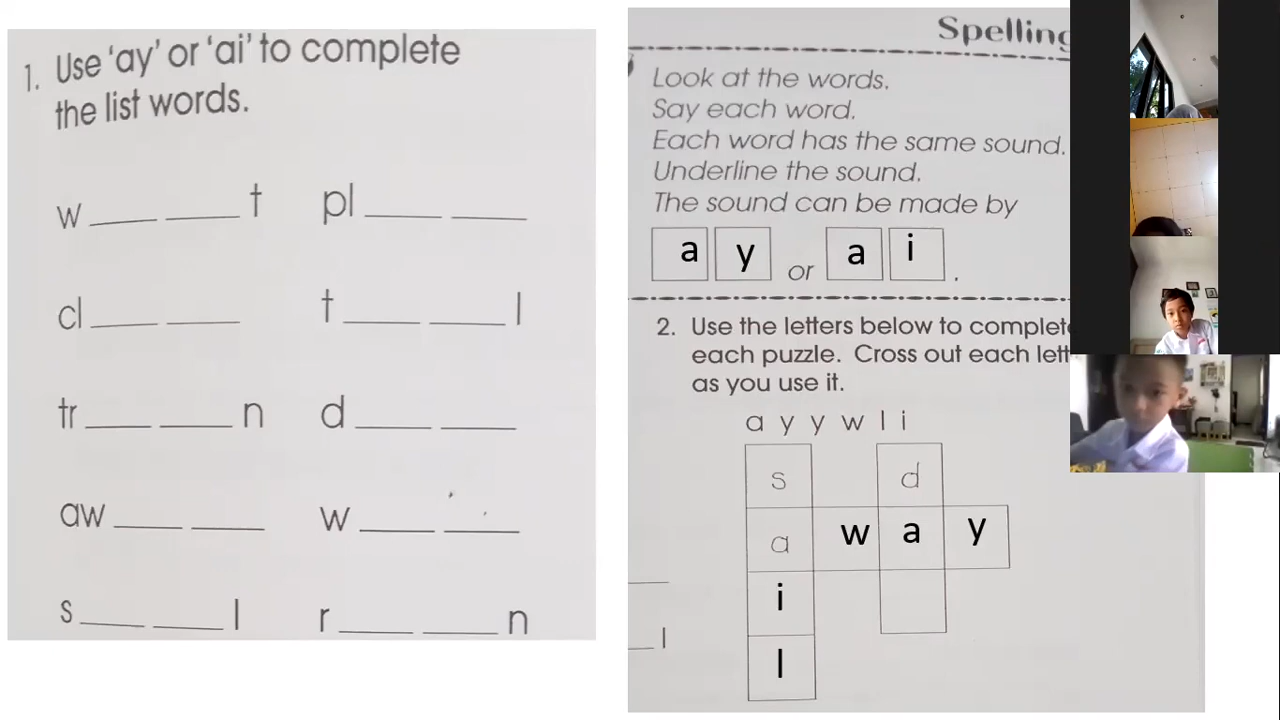 1. Use 'ay' or 'ai' to complete
the list words.
w ___ ___ t pl ___ ___
cl ___ ___ t ___ ___ l
tr ___ ___ n d ___ ___
aw ___ ___ w ___ ___
s ___ ___ l r ___ ___ n
Spelling
Look at the words.
Say each word.
Each word has the same sound.
Underline the sound.
The sound can be made by
a y or a i .
2. Use the letters below to complet
each puzzle. Cross out each lett
as you use it.
a y y w l i
s d
a w a y
i
l
___ l